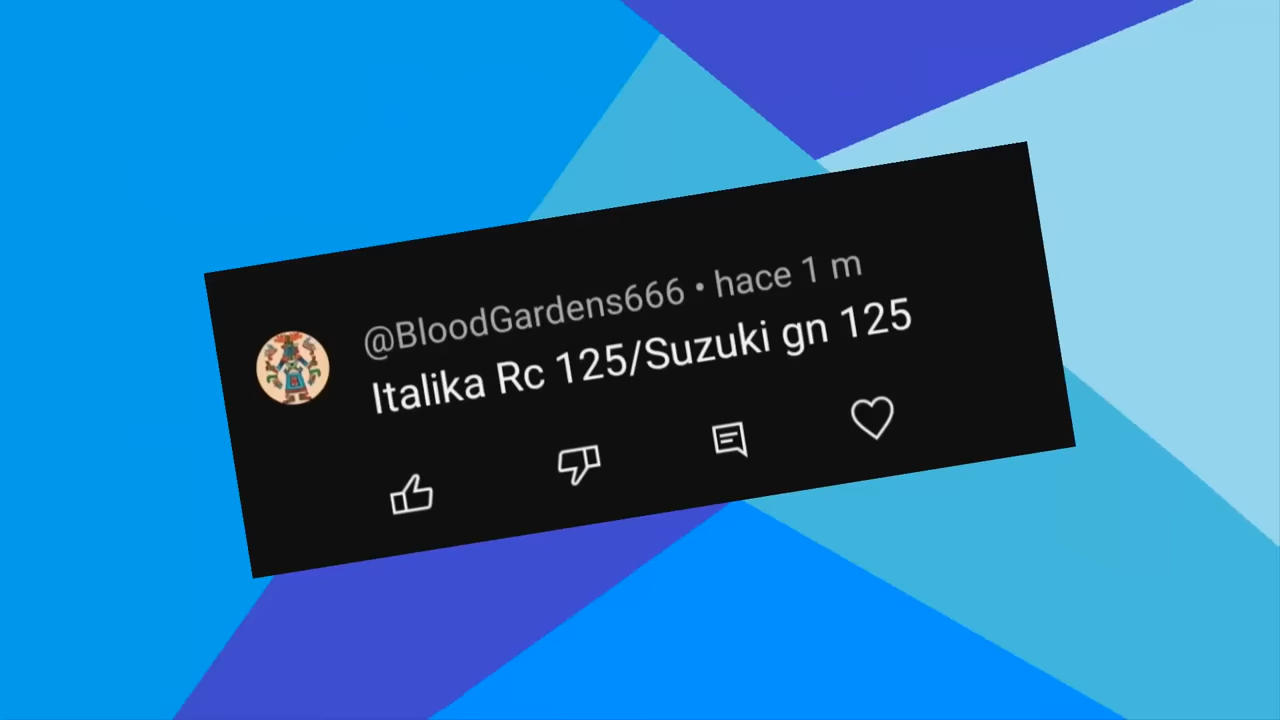 @BloodGardens666 • hace 1 m
Italika Rc 125/Suzuki gn 125